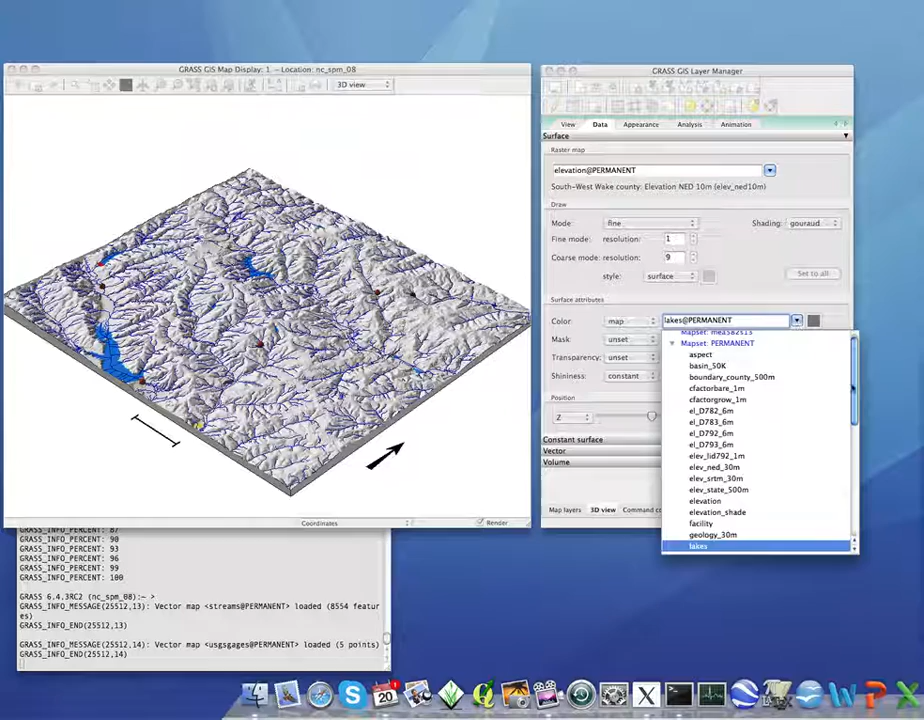 GRASS GIS Map Display: 1 - Location: nc_spm_08
3D view
GRASS GIS Layer Manager
View Data Appearance Analysis Animation
Surface
Raster map
elevation@PERMANENT
South-West Wake county: Elevation NED 10m (elev_ned10m)
Draw
Mode: fine Shading: gouraud
Fine mode: resolution: 1
Coarse mode: resolution: 9
style: surface Set to all
Surface attributes
Color: map lakes@PERMANENT
Mask: unset
Transparency: unset
Shininess: constant
Position
Z
Constant surface
Vector
Volume
Map layers 3D view Command co
Mapset: PERMANENT
aspect
basin_50K
boundary_county_500m
cfactorbare_1m
cfactorgrow_1m
el_D782_6m
el_D783_6m
el_D792_6m
el_D793_6m
elev_lid792_1m
elev_ned_30m
elev_srtm_30m
elev_state_500m
elevation
elevation_shade
facility
geology_30m
lakes
Coordinates Render
GRASS_INFO_PERCENT: 87
GRASS_INFO_PERCENT: 90
GRASS_INFO_PERCENT: 93
GRASS_INFO_PERCENT: 96
GRASS_INFO_PERCENT: 99
GRASS_INFO_PERCENT: 100
GRASS 6.4.3RC2 (nc_spm_08):~ >
GRASS_INFO_MESSAGE(25512,13): Vector map <streams@PERMANENT> loaded (8554 featur
es)
GRASS_INFO_END(25512,13)
GRASS_INFO_MESSAGE(25512,14): Vector map <usgsgages@PERMANENT> loaded (5 points)
GRASS_INFO_END(25512,14)
20